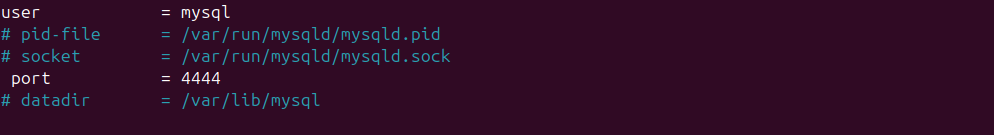 user            = mysql
# pid-file      = /var/run/mysqld/mysqld.pid
# socket        = /var/run/mysqld/mysqld.sock
 port           = 4444
# datadir       = /var/lib/mysql